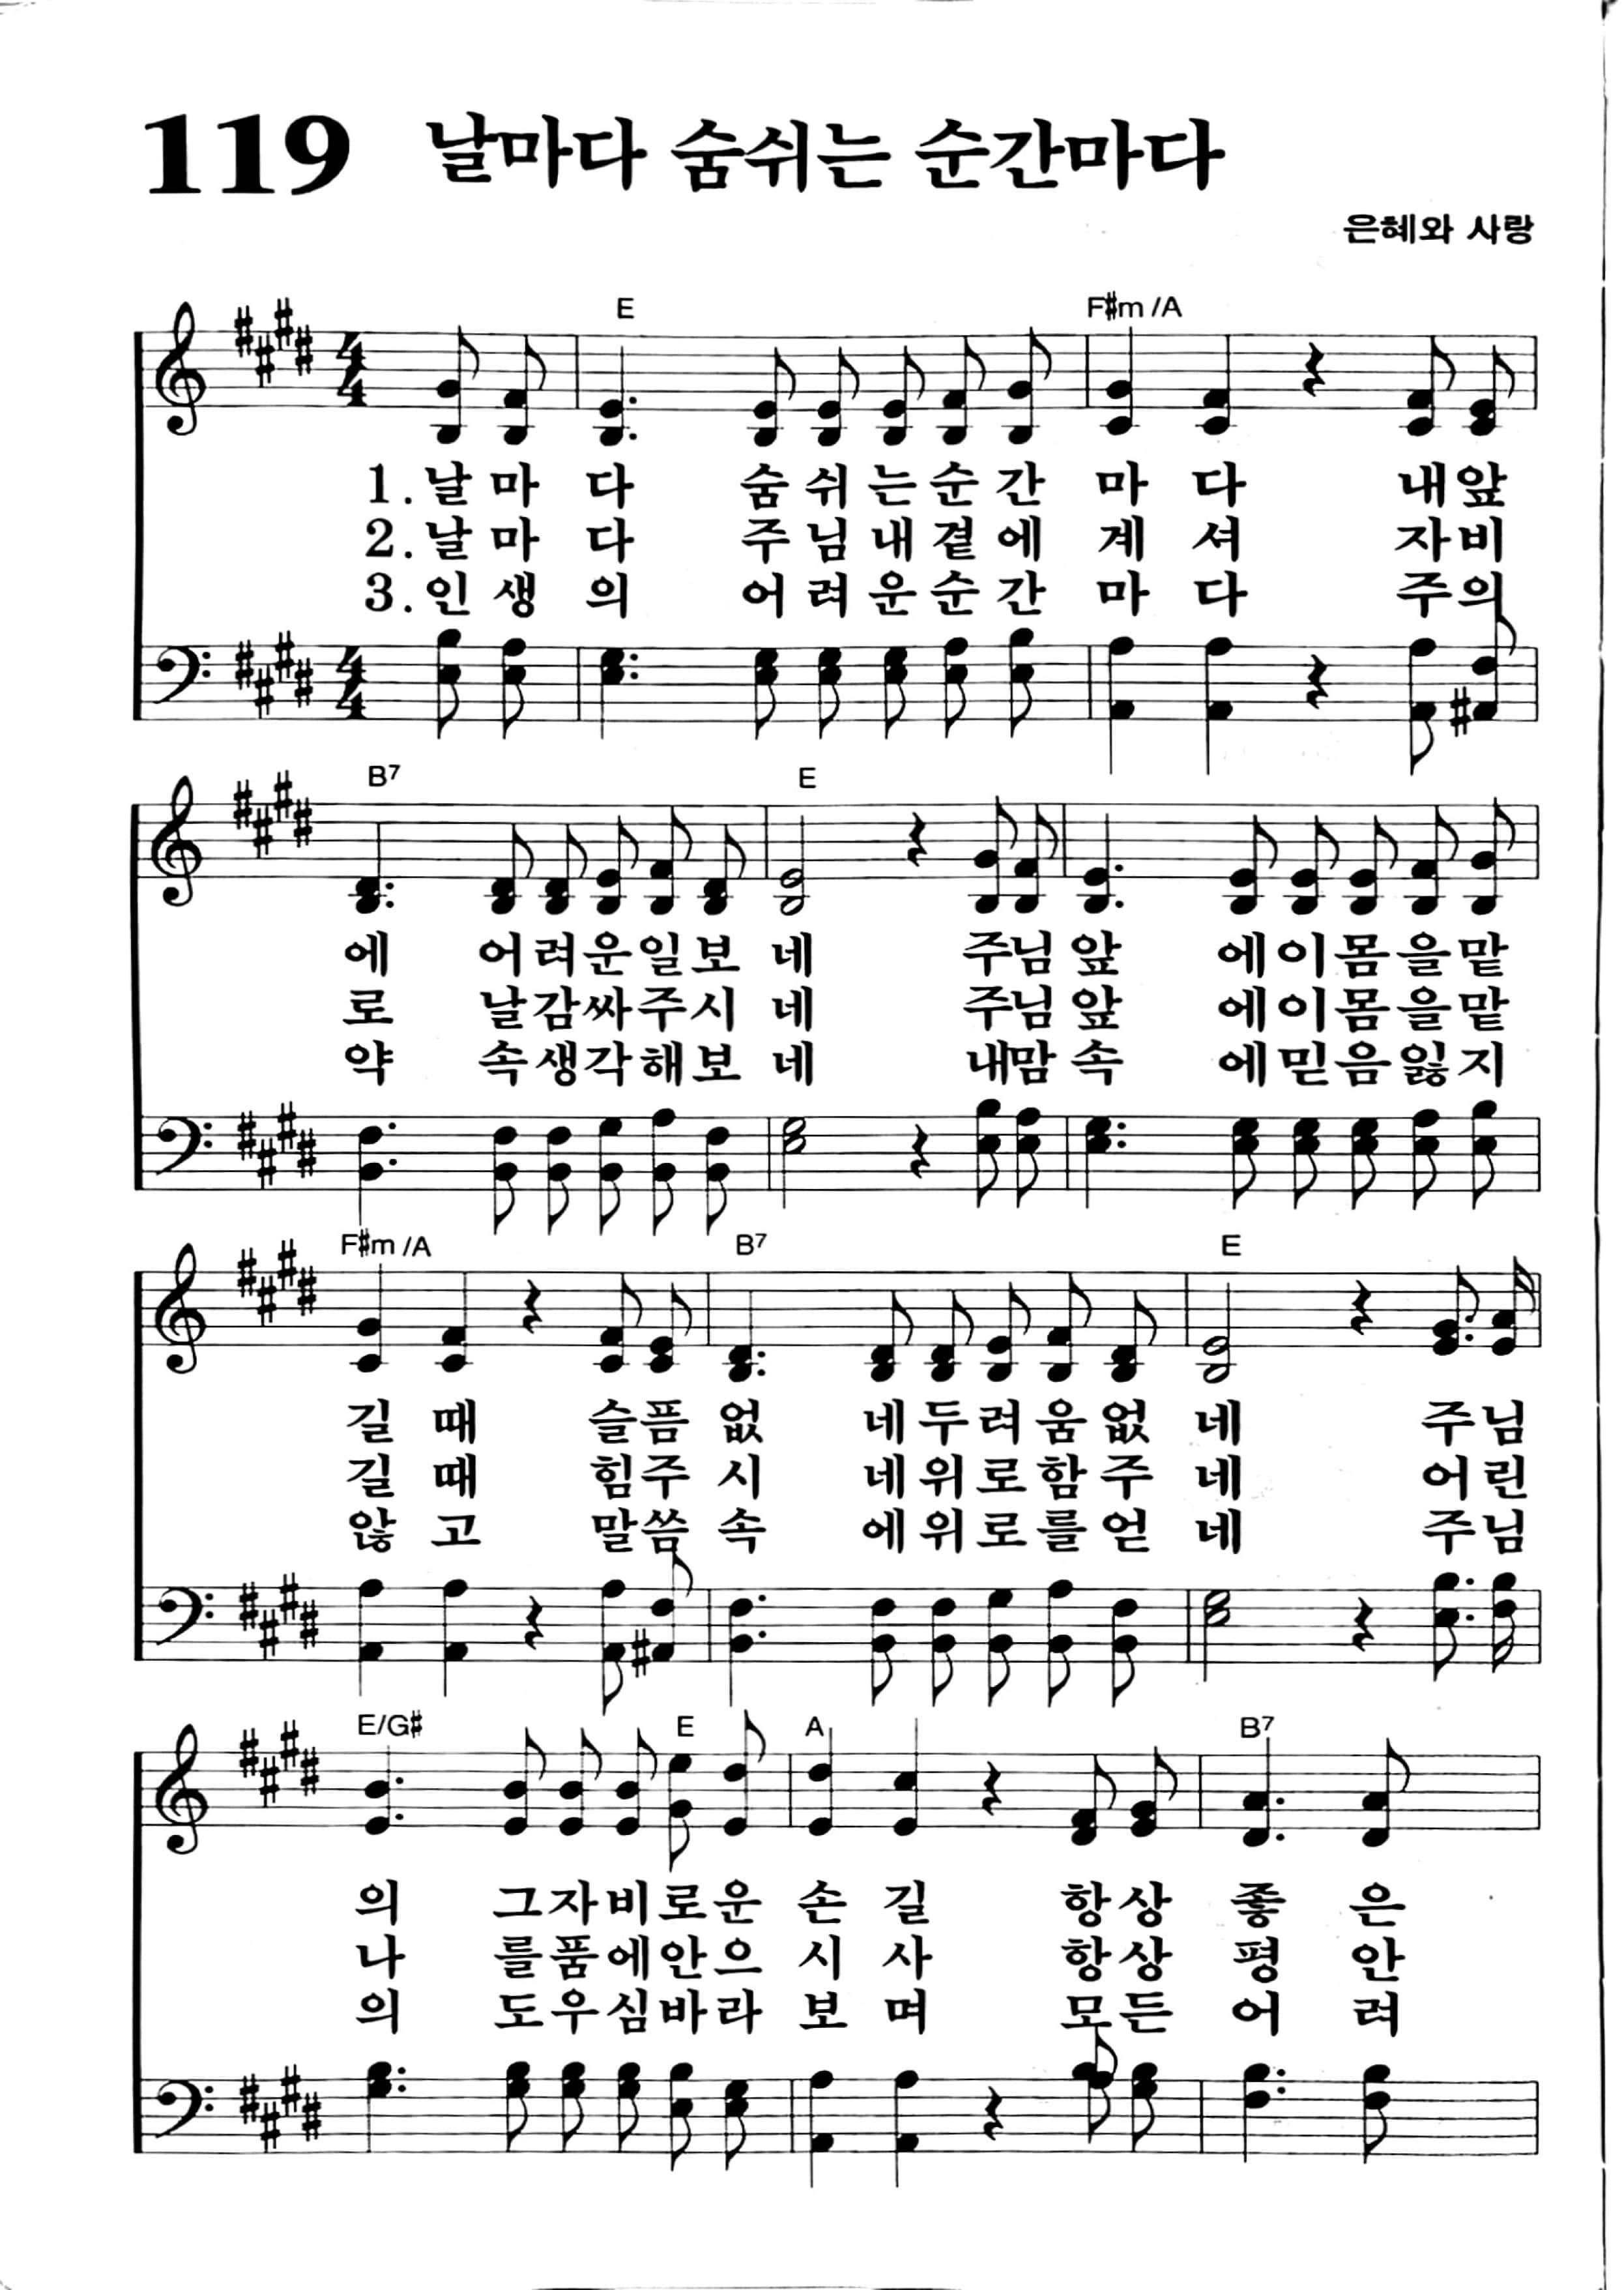 119 날마다 숨쉬는 순간마다
은혜와 사랑
E F#m/A
1. 날 마 다 숨 쉬 는 순 간 마 다 내 앞
2. 날 마 다 주 님 내 곁 에 계 셔 자 비
3. 인 생 의 어 려 운 순 간 마 다 주 의
B7 E
에 어 려 운 일 보 네 주 님 앞 에 이 몸 을 맡
로 날 감 싸 주 시 네 주 님 앞 에 이 몸 을 맡
약 속 생 각 해 보 네 내 맘 속 에 믿 음 잃 지
F#m/A B7 E
길 때 슬 픔 없 네 두 려 움 없 네 주 님
길 때 힘 주 시 네 위 로 함 주 네 어 린
않 고 말 씀 속 에 위 로 를 얻 네 주 님
E/G# E A B7
의 그 자 비 로 운 손 길 항 상 좋 은
나 를 품 에 안 으 시 사 항 상 평 안
의 도 우 심 바 라 보 며 모 든 어 려